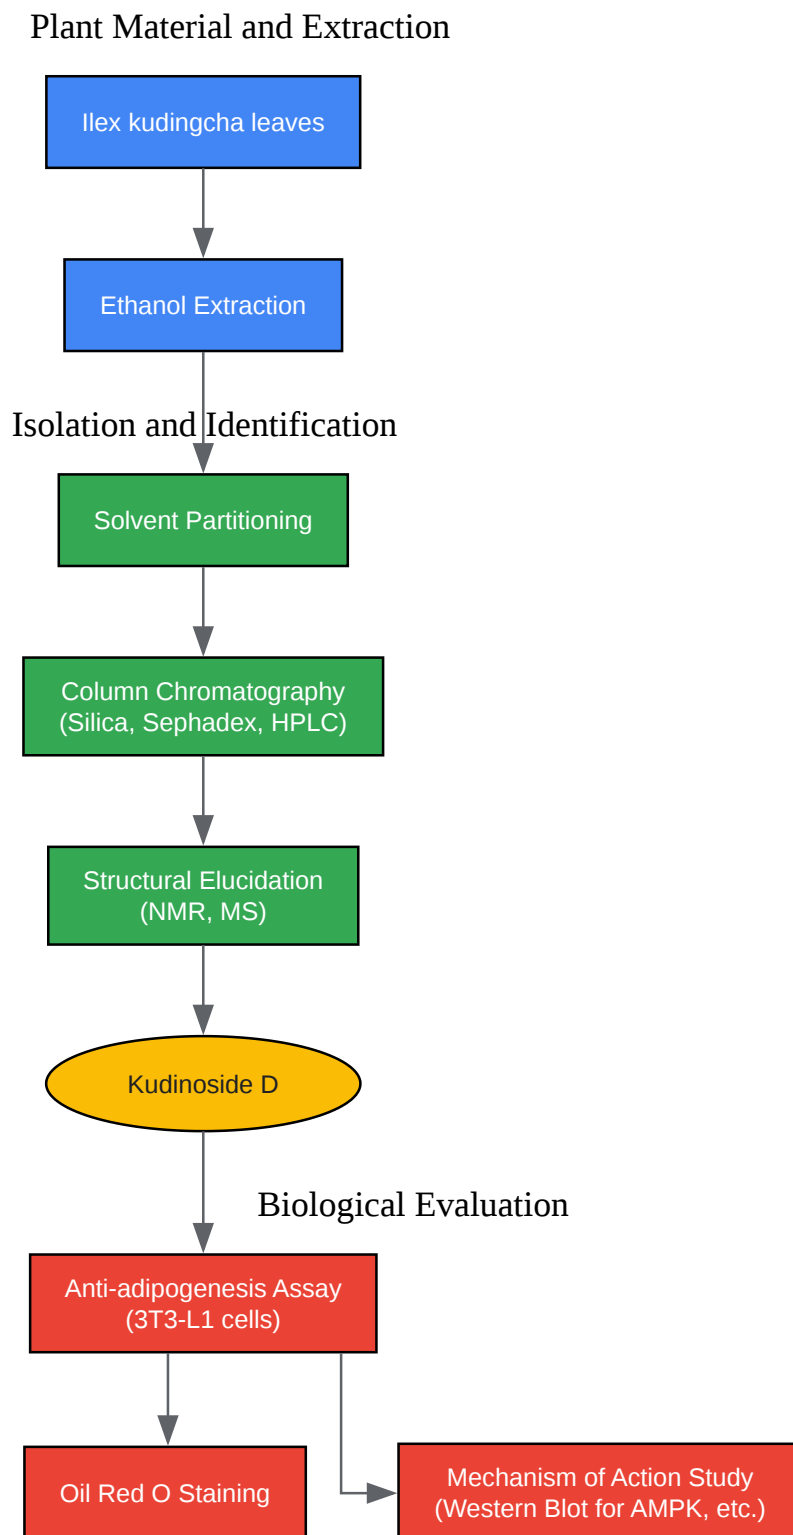 Plant Material and Extraction
Ilex kudingcha leaves
Ethanol Extraction
Isolation and Identification
Solvent Partitioning
Column Chromatography
(Silica, Sephadex, HPLC)
Structural Elucidation
(NMR, MS)
Kudinoside D
Biological Evaluation
Anti-adipogenesis Assay
(3T3-L1 cells)
Oil Red O Staining
Mechanism of Action Study
(Western Blot for AMPK, etc.)